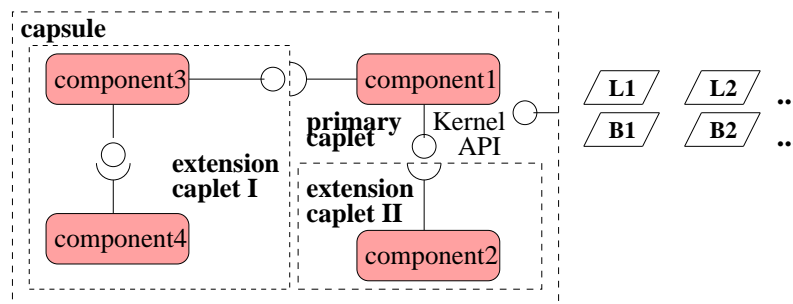 capsule
component3
component1
L1
L2
..
primary
caplet
Kernel
API
B1
B2
..
extension
caplet I
extension
caplet II
component4
component2